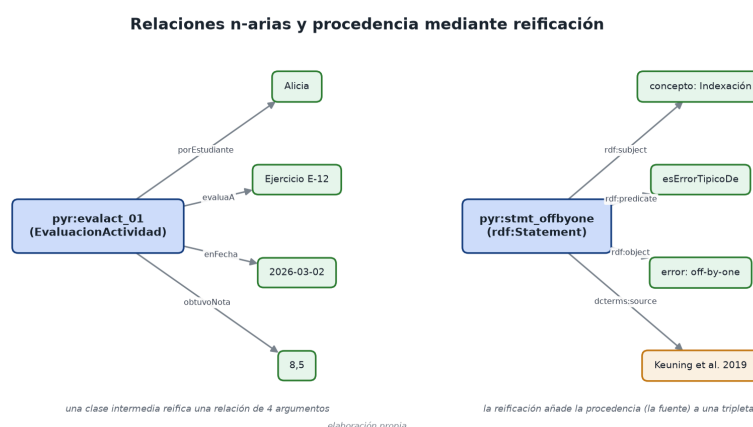 Relaciones n-arias y procedencia mediante reificación
Alicia
concepto: Indexación
porEstudiante
rdf:subject
Ejercicio E-12
esErrorTipicoDe
evaluaA
rdf:predicate
pyr:evalact_01
(EvaluacionActividad)
pyr:stmt_offbyone
(rdf:Statement)
enFecha
rdf:object
2026-03-02
error: off-by-one
obtuvoNota
dcterms:source
8,5
Keuning et al. 2019
una clase intermedia reifica una relación de 4 argumentos
la reificación añade la procedencia (la fuente) a una tripleta
elaboración propia